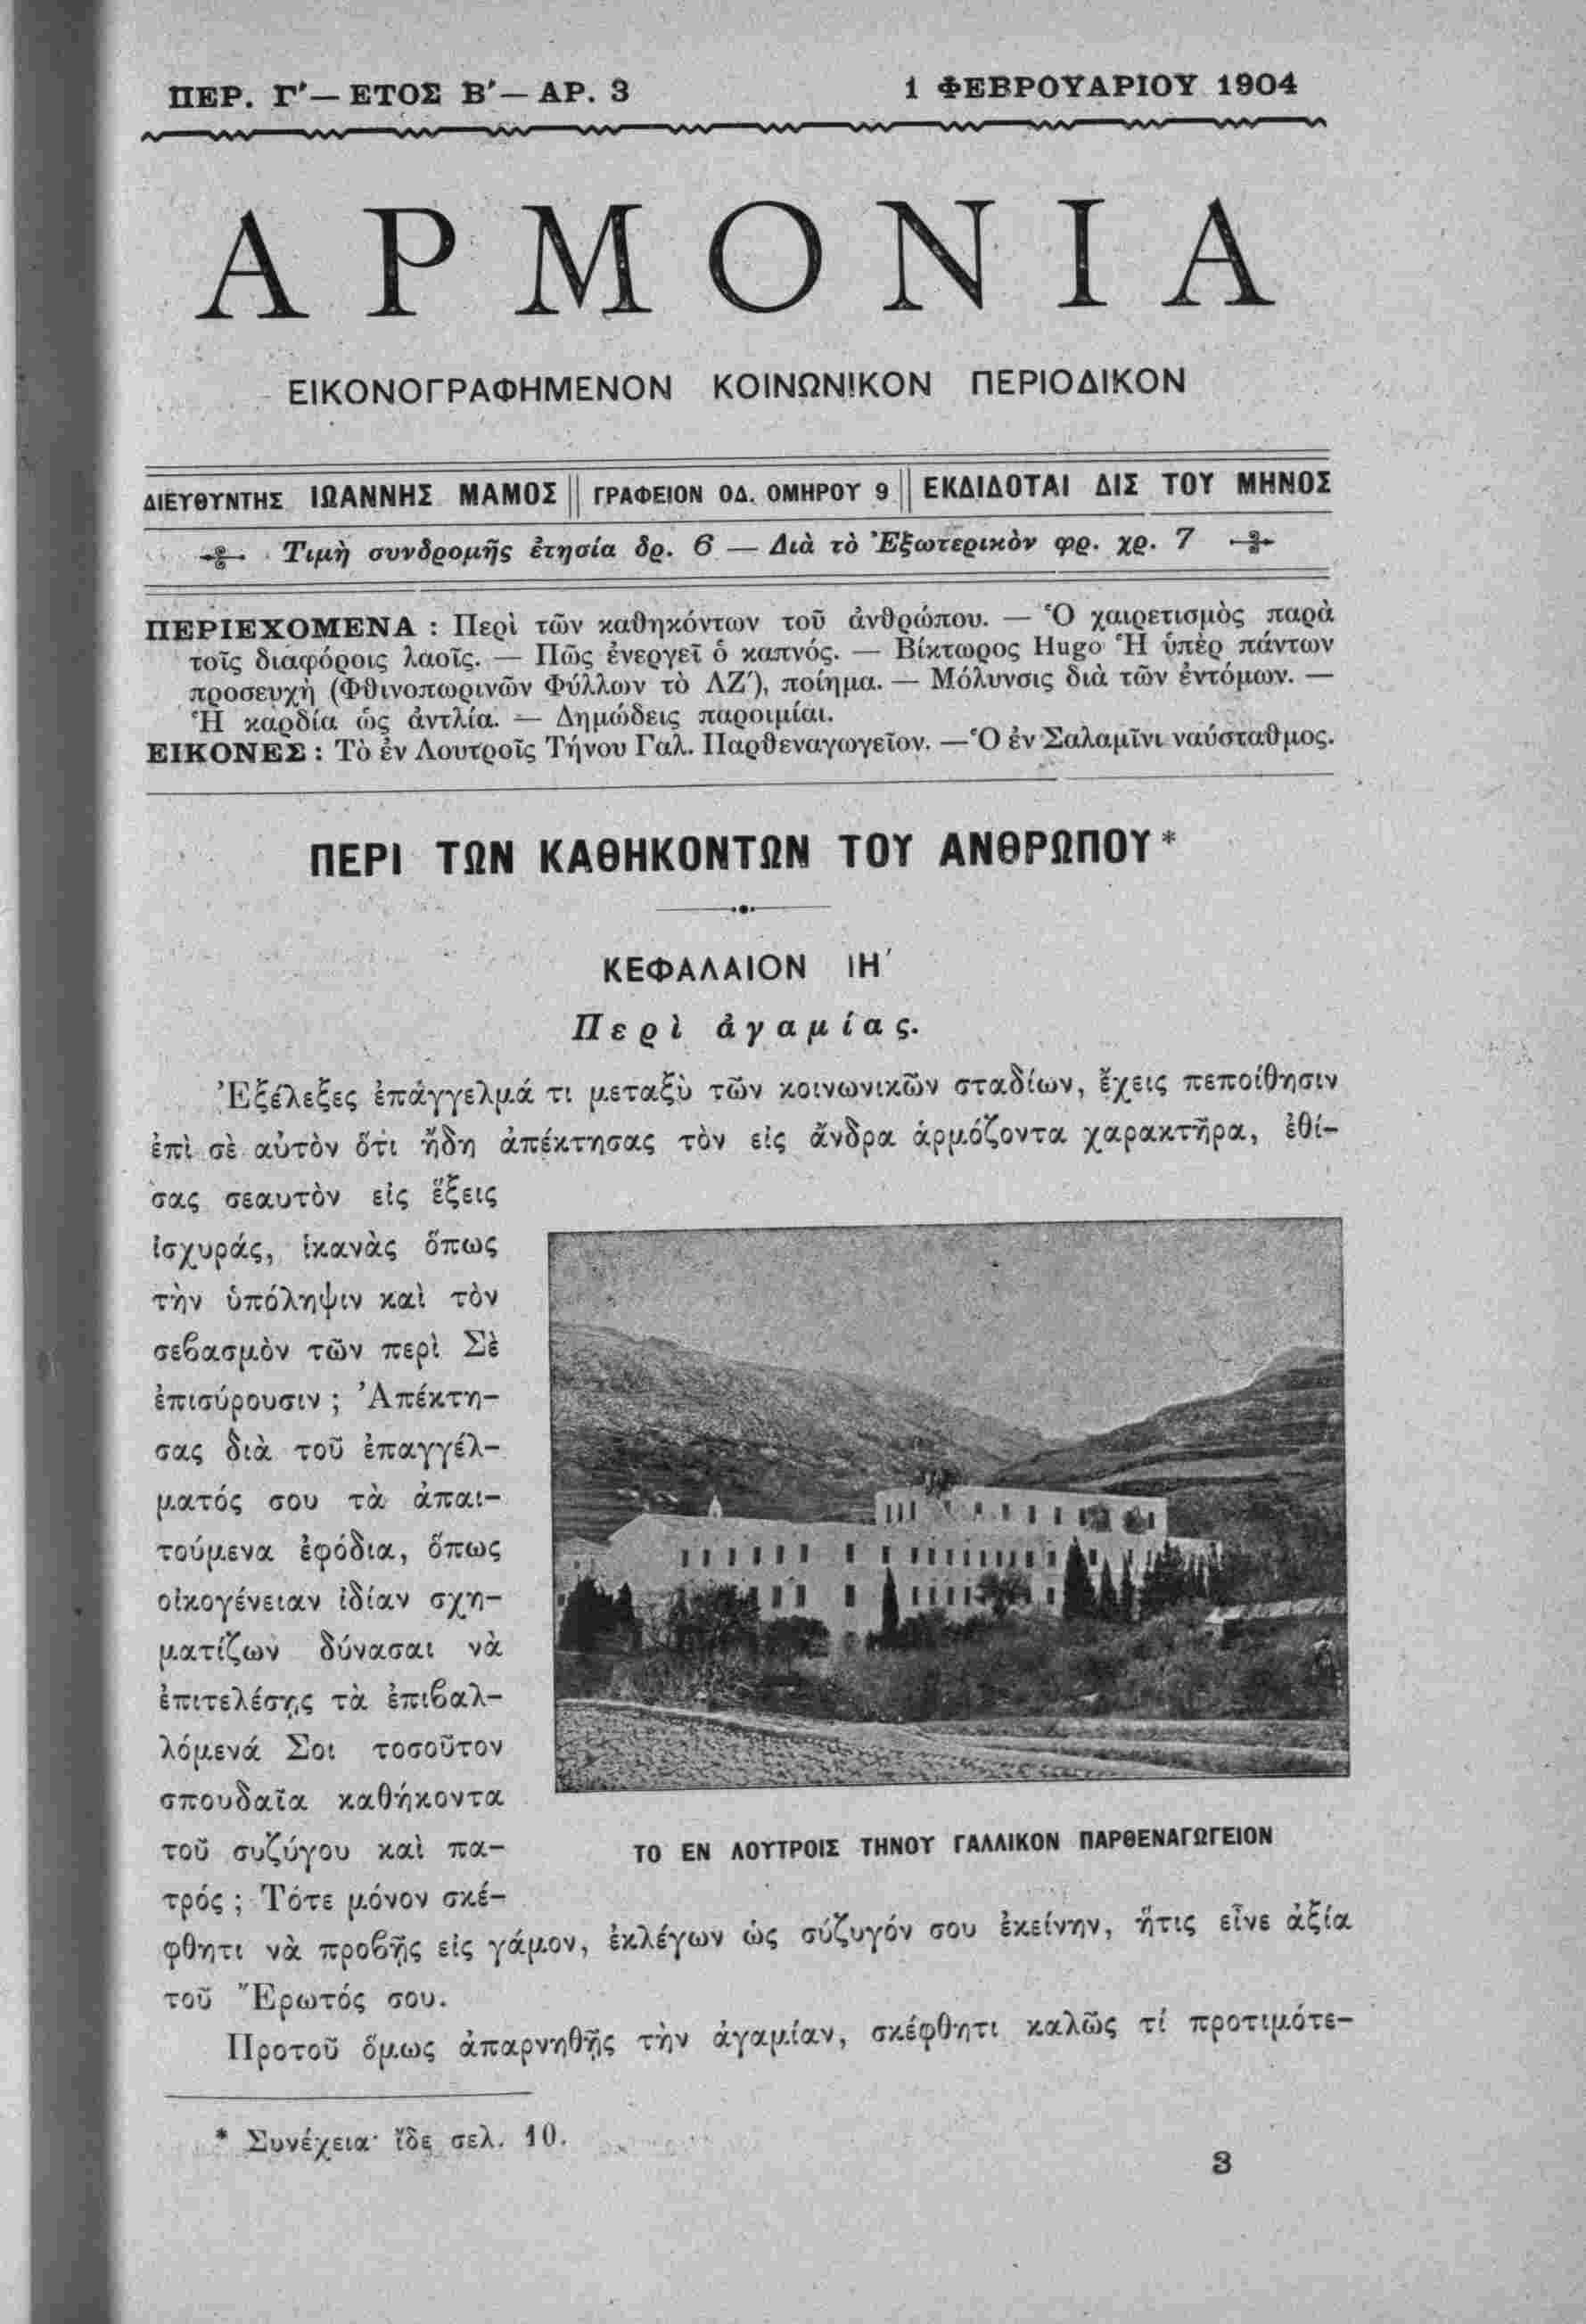 ΠΕΡ. Γ'— ΕΤΟΣ Β'— ΑΡ. 3
1 ΦΕΒΡΟΥΑΡΙΟΥ 1904
ΑΡΜΟΝΙΑ
ΕΙΚΟΝΟΓΡΑΦΗΜΕΝΟΝ ΚΟΙΝΩΝΙΚΟΝ ΠΕΡΙΟΔΙΚΟΝ
ΔΙΕΥΘΥΝΤΗΣ ΙΩΑΝΝΗΣ ΜΑΜΟΣ || ΓΡΑΦΕΙΟΝ ΟΔ. ΟΜΗΡΟΥ 9 || ΕΚΔΙΔΟΤΑΙ ΔΙΣ ΤΟΥ ΜΗΝΟΣ
Τιμὴ συνδρομῆς ἐτησία δρ. 6 — Διὰ τὸ Ἐξωτερικὸν φρ. χρ. 7
ΠΕΡΙΕΧΟΜΕΝΑ : Περὶ τῶν καθηκόντων τοῦ ἀνθρώπου. — Ὁ χαιρετισμὸς παρὰ
τοῖς διαφόροις λαοῖς. — Πῶς ἐνεργεῖ ὁ καπνός. — Βίκτωρος Hugo Ἡ ὑπὲρ πάντων
προσευχὴ (Φθινοπωρινῶν Φύλλων τὸ ΛΖ'), ποίημα. — Μόλυνσις διὰ τῶν ἐντόμων. —
Ἡ καρδία ὡς ἀντλία. — Δημώδεις παροιμίαι.
ΕΙΚΟΝΕΣ : Τὸ ἐν Λουτροῖς Τήνου Γαλ. Παρθεναγωγεῖον. —Ὁ ἐν Σαλαμῖνι ναύσταθμος.
ΠΕΡΙ ΤΩΝ ΚΑΘΗΚΟΝΤΩΝ ΤΟΥ ΑΝΘΡΩΠΟΥ*
ΚΕΦΑΛΑΙΟΝ ΙΗ'
Περὶ ἀγαμίας.
Ἐξέλεξες ἐπάγγελμά τι μεταξὺ τῶν κοινωνικῶν σταδίων, ἔχεις πεποίθησιν
ἐπὶ σὲ αὐτὸν ὅτι ἤδη ἀπέκτησας τὸν εἰς ἄνδρα ἁρμόζοντα χαρακτῆρα, ἐθί-
σας σεαυτὸν εἰς ἕξεις
ἰσχυράς, ἱκανὰς ὅπως
τὴν ὑπόληψιν καὶ τὸν
σεβασμὸν τῶν περὶ Σὲ
ἐπισύρουσιν ; Ἀπέκτη-
σας διὰ τοῦ ἐπαγγέλ-
ματός σου τὰ ἀπαι-
τούμενα ἐφόδια, ὅπως
οἰκογένειαν ἰδίαν σχη-
ματίζων δύνασαι νὰ
ἐπιτελέσῃς τὰ ἐπιβαλ-
λόμενά Σοι τοσοῦτον
σπουδαῖα καθήκοντα
τοῦ συζύγου καὶ πα-
τρός ; Τότε μόνον σκέ-
φθητι νὰ προβῇς εἰς γάμον, ἐκλέγων ὡς σύζυγόν σου ἐκείνην, ἥτις εἶνε ἀξία
τοῦ Ἔρωτός σου.
Προτοῦ ὅμως ἀπαρνηθῇς τὴν ἀγαμίαν, σκέφθητι καλῶς τί προτιμότε-
ΤΟ ΕΝ ΛΟΥΤΡΟΙΣ ΤΗΝΟΥ ΓΑΛΛΙΚΟΝ ΠΑΡΘΕΝΑΓΩΓΕΙΟΝ
* Συνέχεια· ἴδε σελ. 10.
3